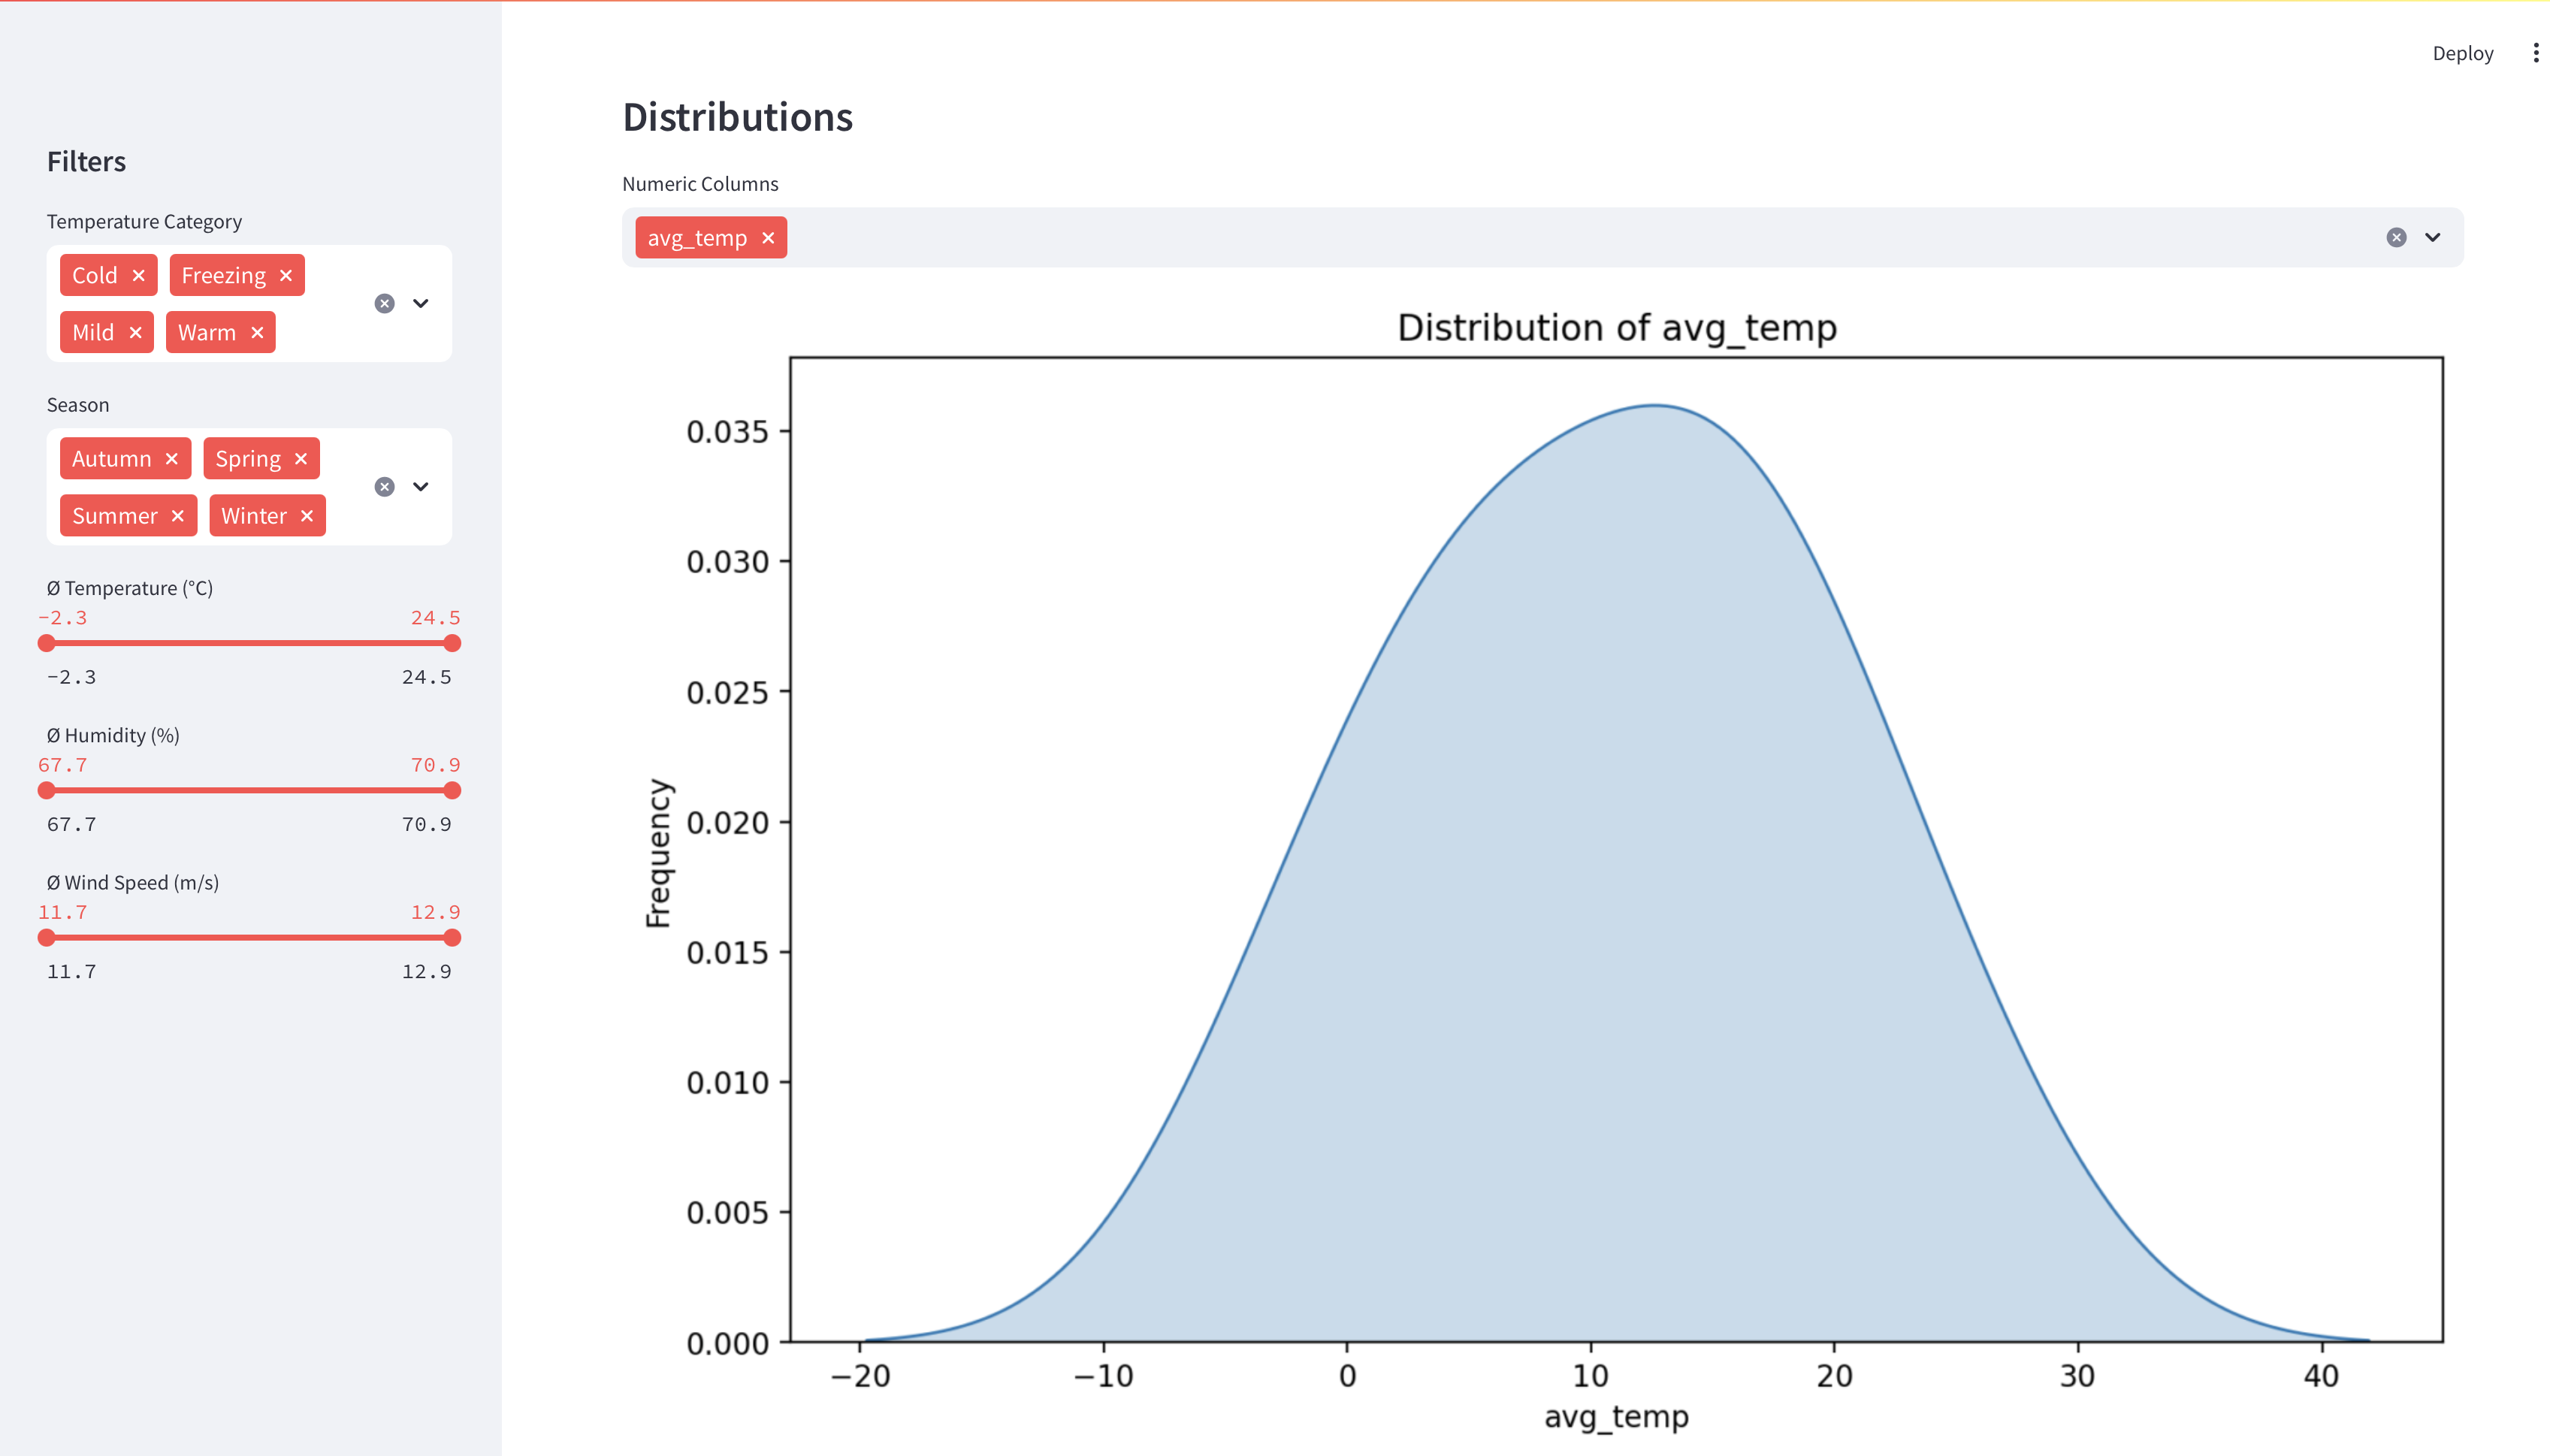 Deploy
Filters
Temperature Category
Cold Freezing
Mild Warm
Season
Autumn Spring
Summer Winter
Ø Temperature (°C)
−2.3 24.5
−2.3 24.5
Ø Humidity (%)
67.7 70.9
67.7 70.9
Ø Wind Speed (m/s)
11.7 12.9
11.7 12.9
Distributions
Numeric Columns
avg_temp
Distribution of avg_temp
Frequency
0.035
0.030
0.025
0.020
0.015
0.010
0.005
0.000
−20 −10 0 10 20 30 40
avg_temp